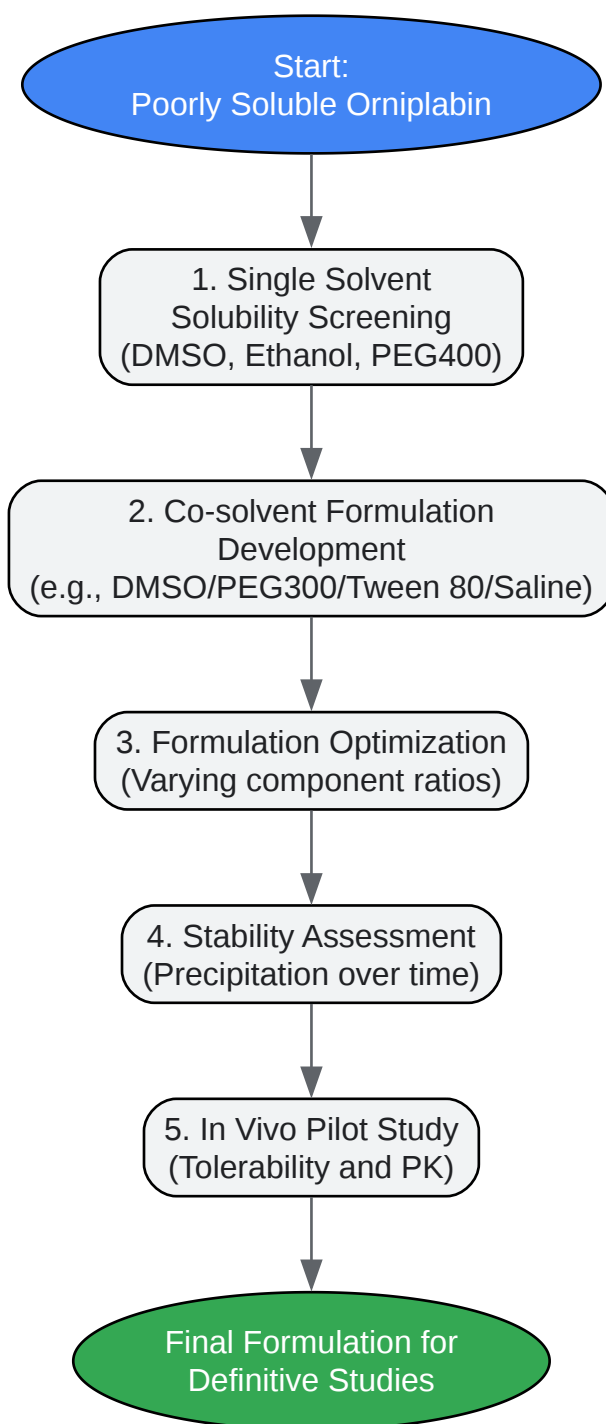 Start:
Poorly Soluble Orniplabin
1. Single Solvent
Solubility Screening
(DMSO, Ethanol, PEG400)
2. Co-solvent Formulation
Development
(e.g., DMSO/PEG300/Tween 80/Saline)
3. Formulation Optimization
(Varying component ratios)
4. Stability Assessment
(Precipitation over time)
5. In Vivo Pilot Study
(Tolerability and PK)
Final Formulation for
Definitive Studies